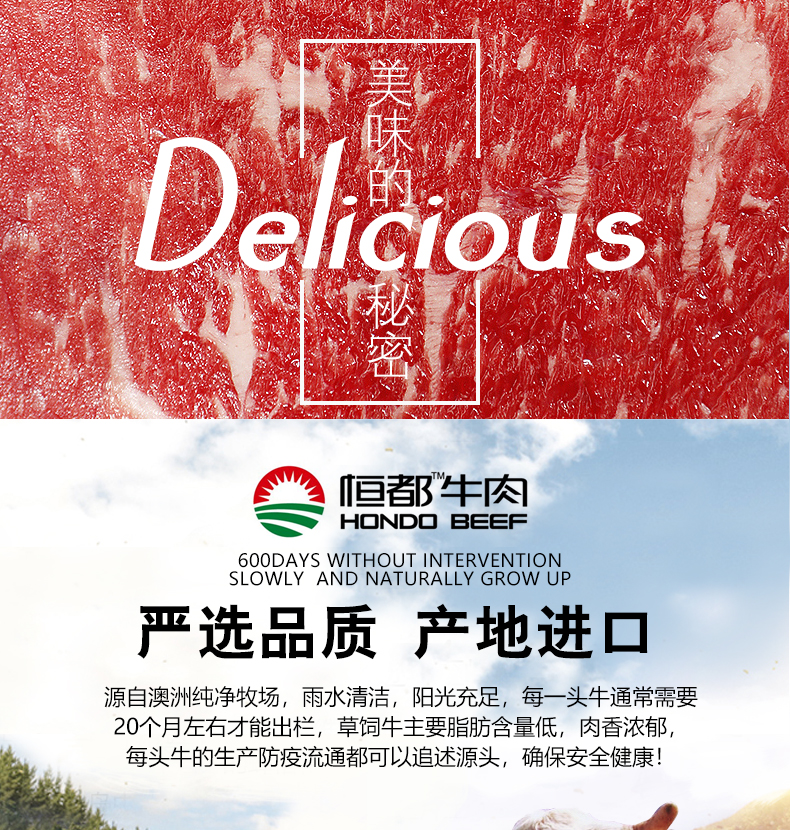 美味的
Delicious
秘密
恒都™牛肉
HONDO BEEF
600DAYS WITHOUT INTERVENTION
SLOWLY AND NATURALLY GROW UP
严选品质 产地进口
源自澳洲纯净牧场，雨水清洁，阳光充足，每一头牛通常需要
20个月左右才能出栏，草饲牛主要脂肪含量低，肉香浓郁，
每头牛的生产防疫流通都可以追述源头，确保安全健康！